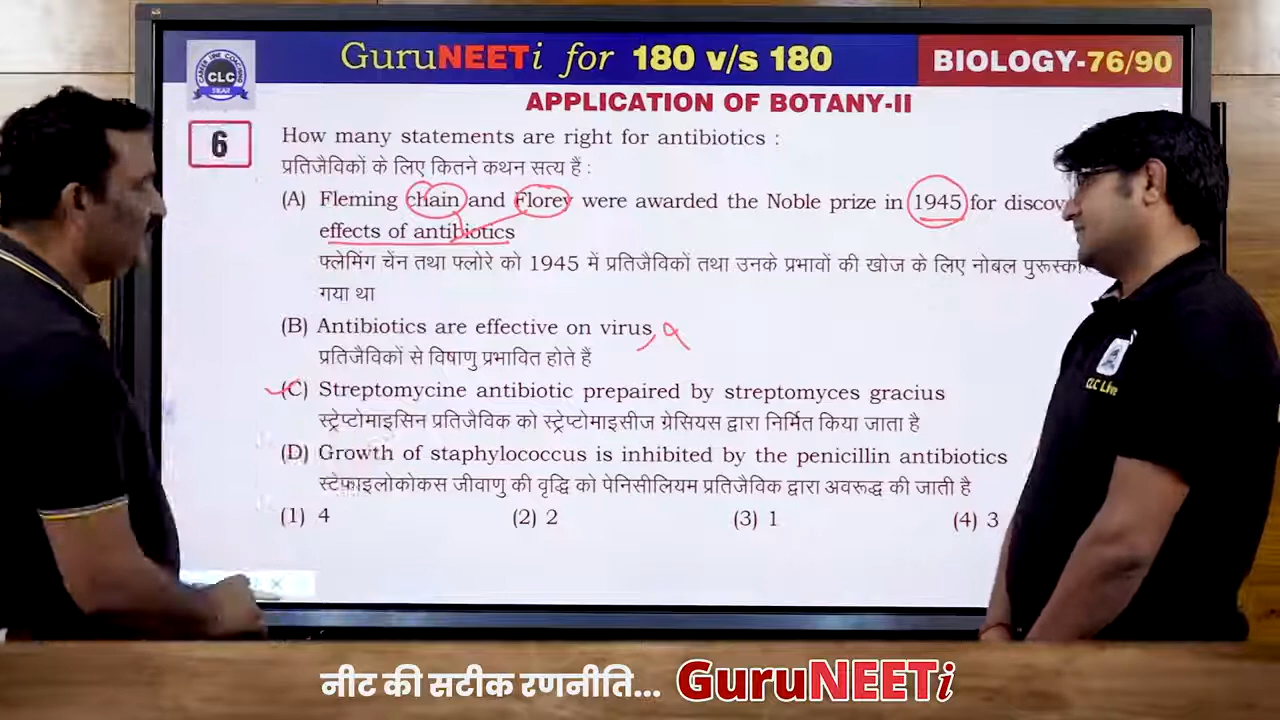 GuruNEETi for 180 v/s 180
BIOLOGY-76/90
CLC
SIKAR
APPLICATION OF BOTANY-II
6
How many statements are right for antibiotics :
प्रतिजैविकों के लिए कितने कथन सत्य हैं :
(A) Fleming chain and Florey were awarded the Noble prize in 1945 for
effects of antibiotics
फ्लेमिंग चेंन तथा फ्लोरे को 1945 में प्रतिजैविकों तथा उनके प्रभावों की खोज के लिए नोबल
गया था
(B) Antibiotics are effective on virus
प्रतिजैविकों से विषाणु प्रभावित होते हैं
(C) Streptomycine antibiotic prepaired by streptomyces gracius
स्ट्रेप्टोमाइसिन प्रतिजैविक को स्ट्रेप्टोमाइसीज ग्रेसियस द्वारा निर्मित किया जाता है
(D) Growth of staphylococcus is inhibited by the penicillin antibiotics
स्टेफाइलोकोकस जीवाणु की वृद्धि को पेनिसीलियम प्रतिजैविक द्वारा अवरूद्ध की जाती है
(1) 4 (2) 2 (3) 1 (4) 3
CLC Live
नीट की सटीक रणनीति... GuruNEETi